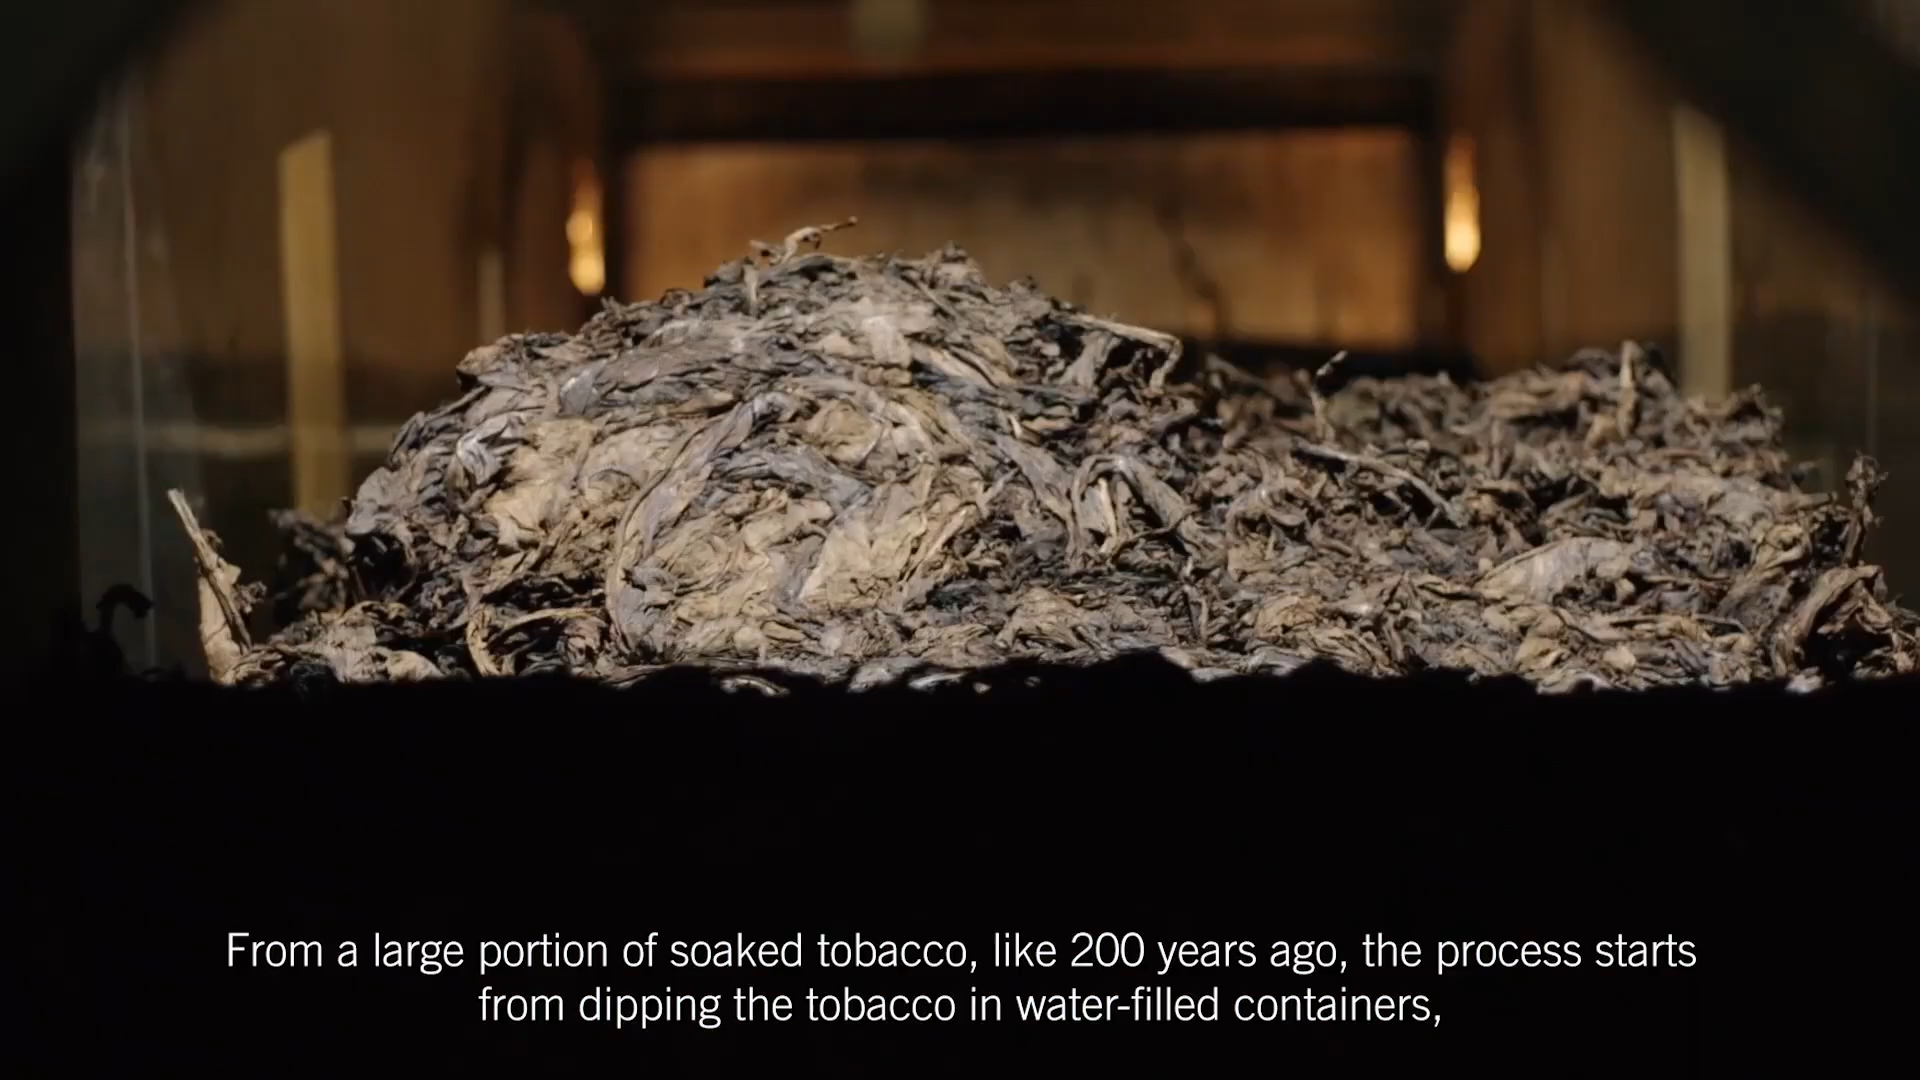 From a large portion of soaked tobacco, like 200 years ago, the process starts
from dipping the tobacco in water-filled containers,